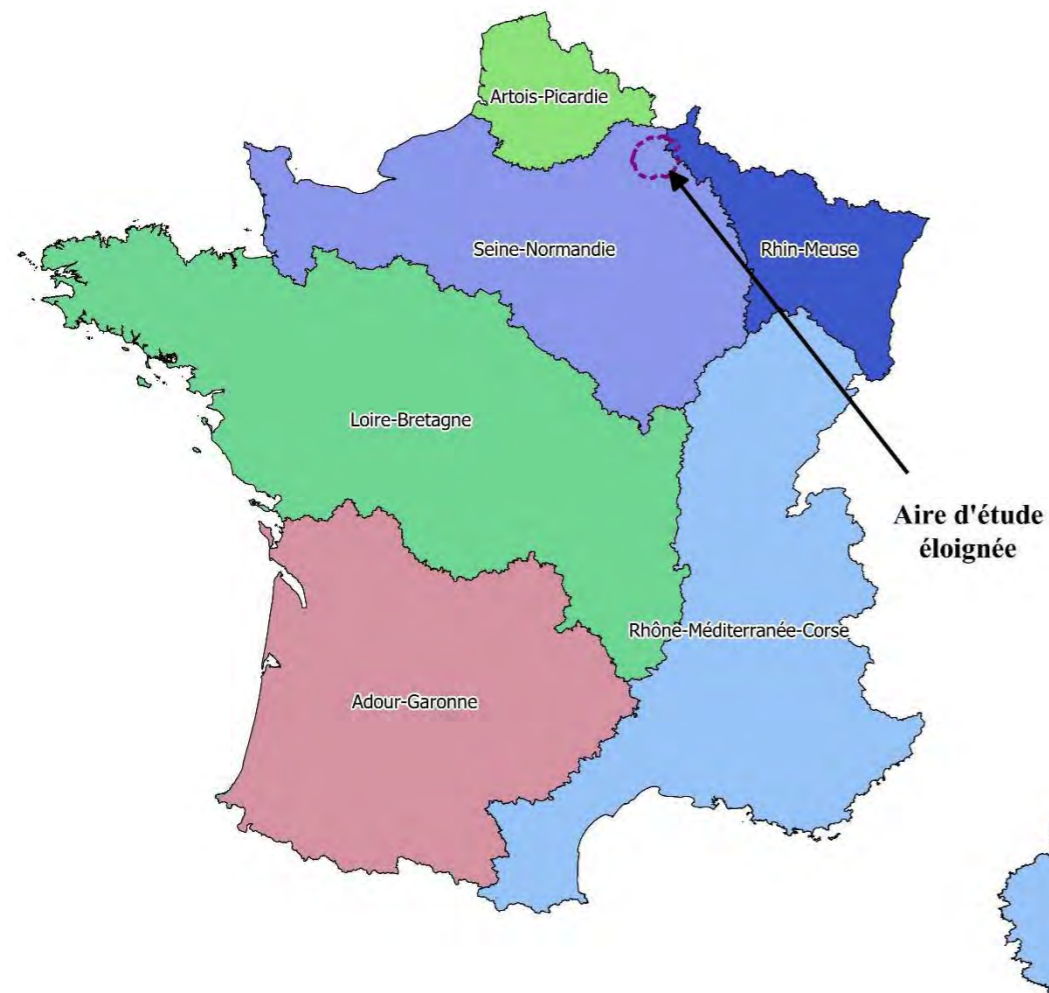 Artois-Picardie
Seine-Normandie
Rhin-Meuse
Loire-Bretagne
Aire d'étude
éloignée
Rhône-Méditerranée-Corse
Adour-Garonne